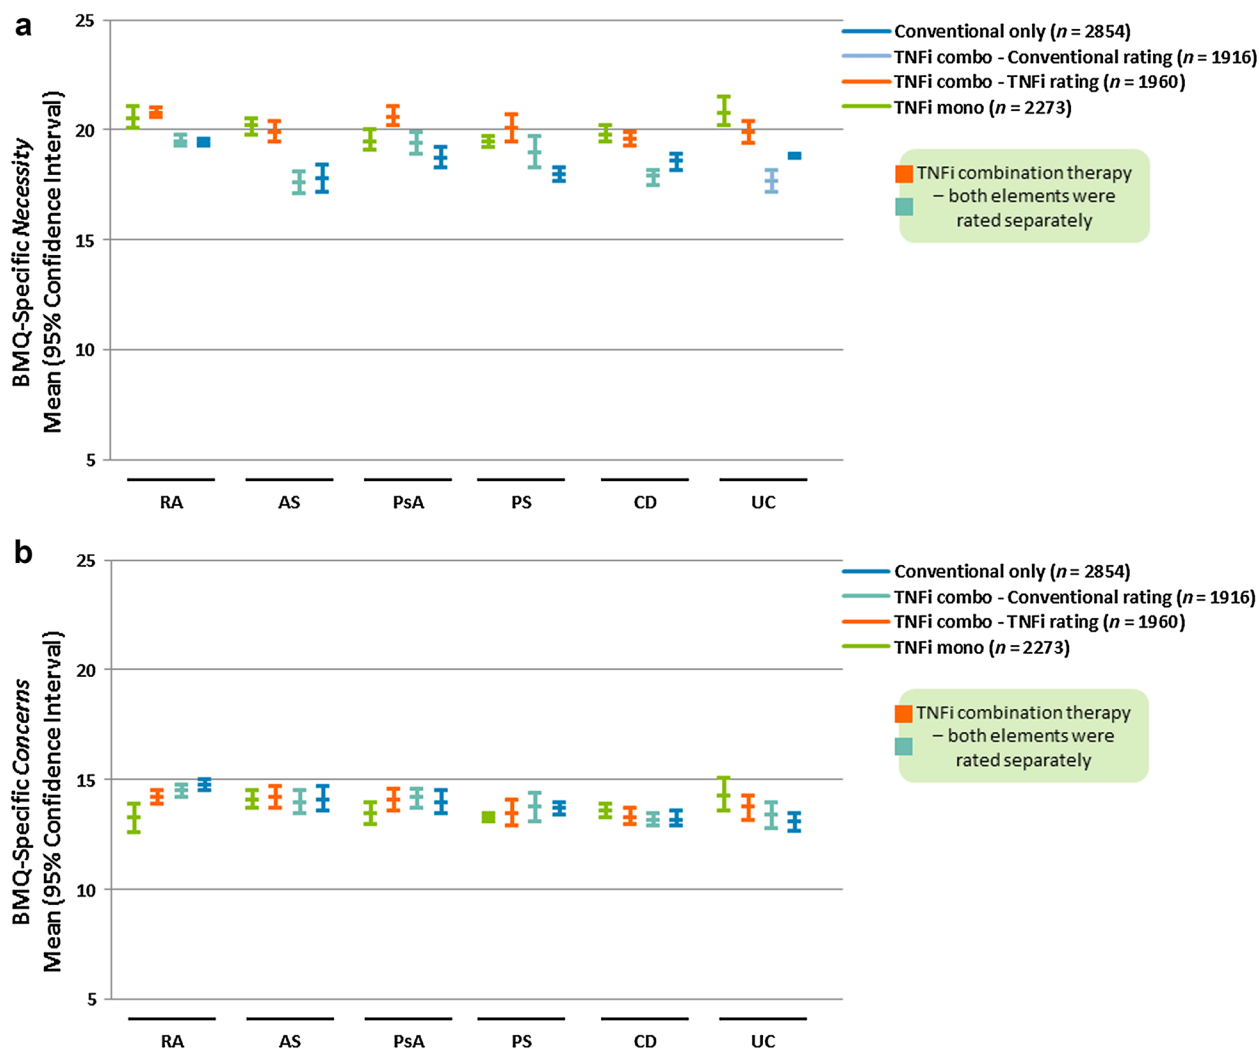 a
25
20
15
10
5
BMQ-Specific Necessity
Mean (95% Confidence Interval)
RA AS PsA PS CD UC
Conventional only (n = 2854)
TNFi combo - Conventional rating (n = 1916)
TNFi combo - TNFi rating (n = 1960)
TNFi mono (n = 2273)
TNFi combination therapy
– both elements were
rated separately
b
25
20
15
10
5
BMQ-Specific Concerns
Mean (95% Confidence Interval)
RA AS PsA PS CD UC
Conventional only (n = 2854)
TNFi combo - Conventional rating (n = 1916)
TNFi combo - TNFi rating (n = 1960)
TNFi mono (n = 2273)
TNFi combination therapy
– both elements were
rated separately